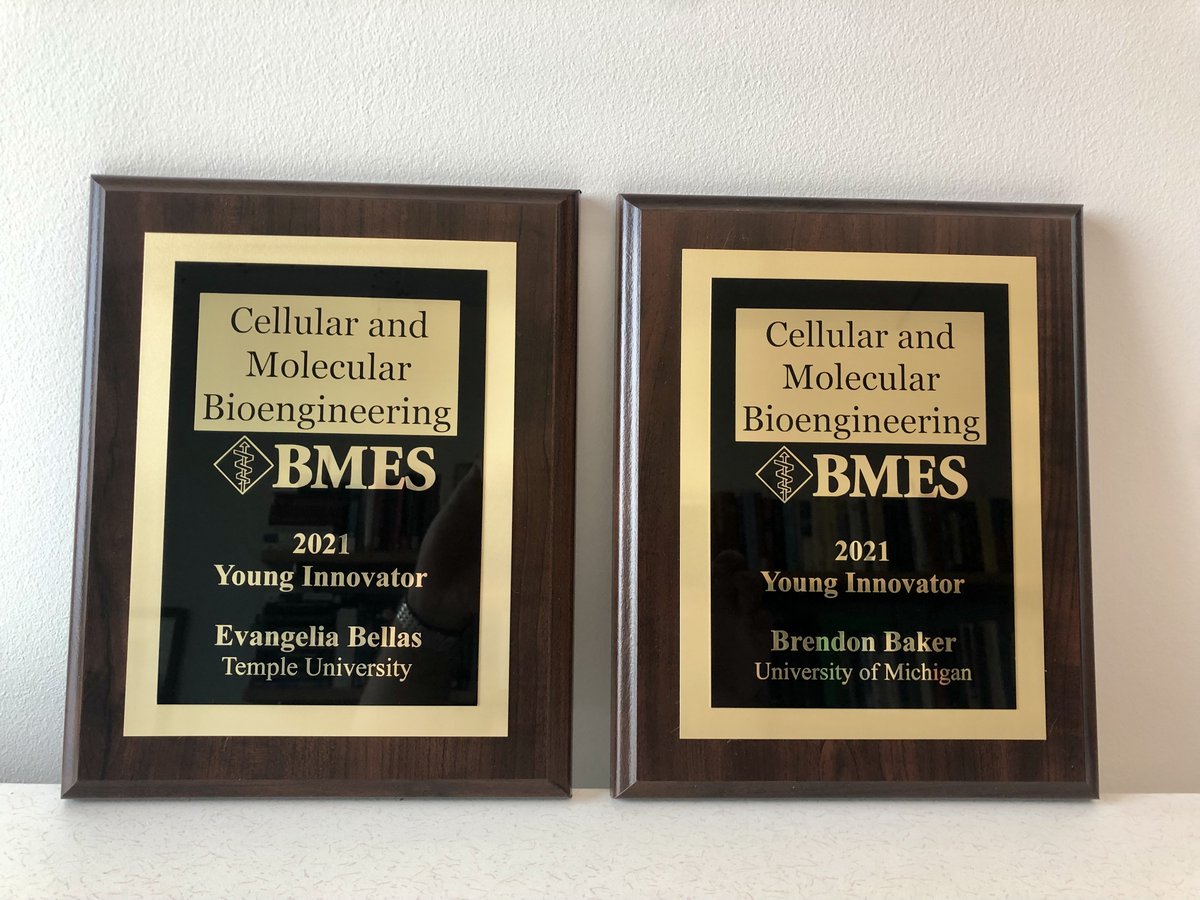 Cellular and
Molecular
Bioengineering
BMES
2021
Young Innovator
Evangelia Bellas
Temple University
Cellular and
Molecular
Bioengineering
BMES
2021
Young Innovator
Brendon Baker
University of Michigan